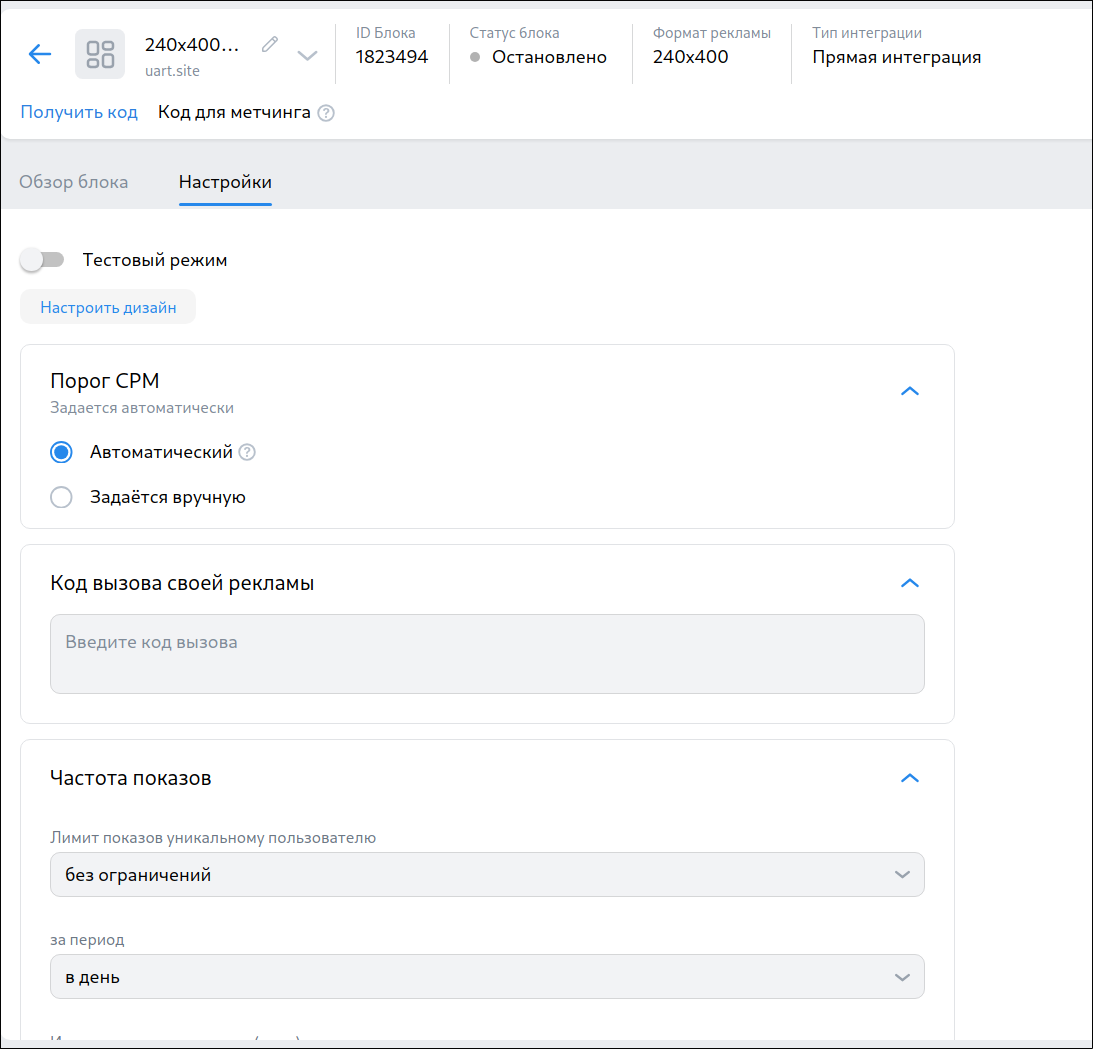 240x400...
uart.site
ID Блока
1823494
Статус блока
Остановлено
Формат рекламы
240x400
Тип интеграции
Прямая интеграция
Получить код
Код для метчинга
Обзор блока
Настройки
Тестовый режим
Настроить дизайн
Порог CPM
Задается автоматически
Автоматический
Задаётся вручную
Код вызова своей рекламы
Введите код вызова
Частота показов
Лимит показов уникальному пользователю
без ограничений
за период
в день